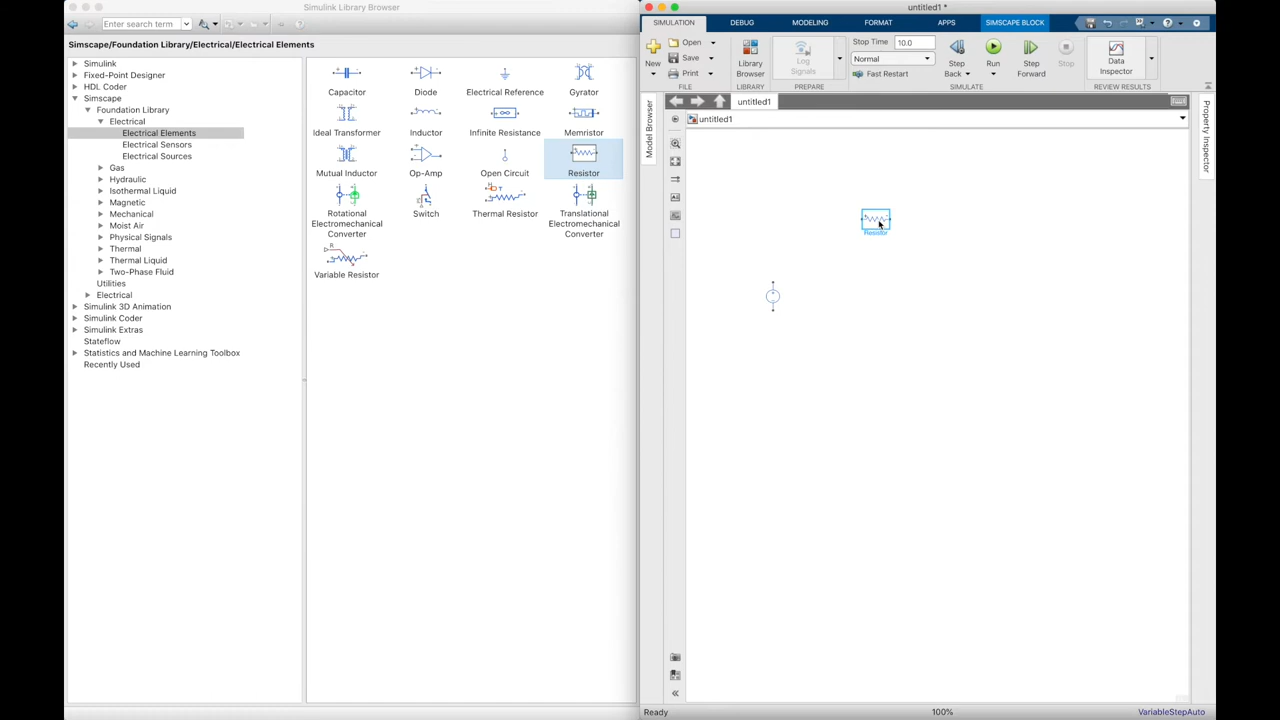 Simulink Library Browser
Enter search term
Simscape/Foundation Library/Electrical/Electrical Elements
Simulink
Fixed-Point Designer
HDL Coder
Simscape
Foundation Library
Electrical
Electrical Elements
Electrical Sensors
Electrical Sources
Gas
Hydraulic
Isothermal Liquid
Magnetic
Mechanical
Moist Air
Physical Signals
Thermal
Thermal Liquid
Two-Phase Fluid
Utilities
Electrical
Simulink 3D Animation
Simulink Coder
Simulink Extras
Stateflow
Statistics and Machine Learning Toolbox
Recently Used
Capacitor
Diode
Electrical Reference
Gyrator
Ideal Transformer
Inductor
Infinite Resistance
Memristor
Mutual Inductor
Op-Amp
Open Circuit
Resistor
Rotational
Electromechanical
Converter
Switch
Thermal Resistor
Translational
Electromechanical
Converter
Variable Resistor
untitled1 *
SIMULATION
DEBUG
MODELING
FORMAT
APPS
SIMSCAPE BLOCK
New
Open
Save
Print
FILE
Library
Browser
LIBRARY
Log
Signals
PREPARE
Stop Time
10.0
Normal
Fast Restart
Step
Back
Run
Step
Forward
Stop
SIMULATE
Data
Inspector
REVIEW RESULTS
Model Browser
untitled1
untitled1
Property Inspector
Resistor
Ready
100%
VariableStepAuto